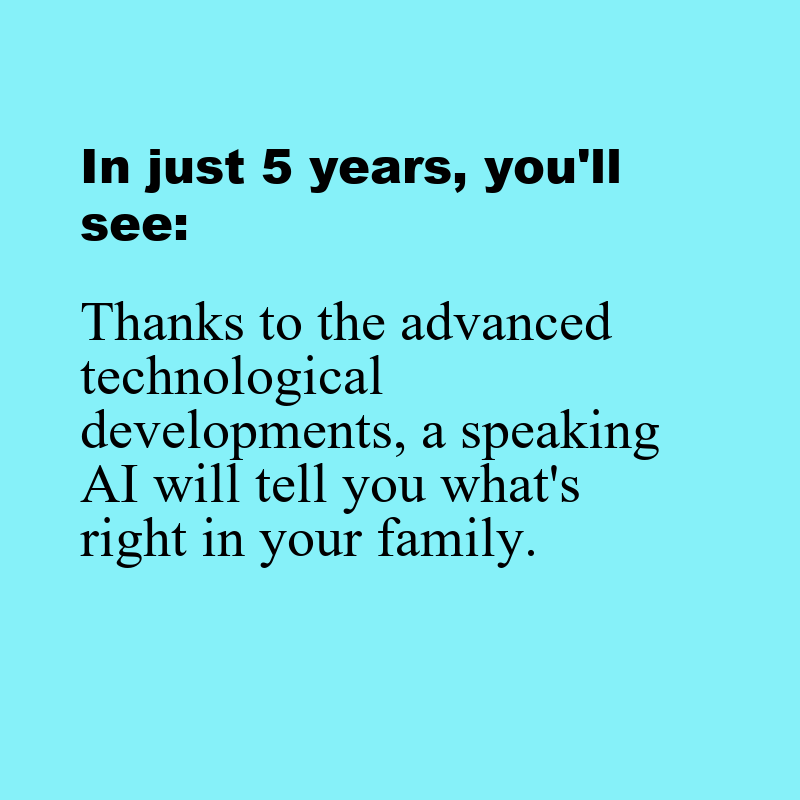 In just 5 years, you'll
see:
Thanks to the advanced
technological
developments, a speaking
AI will tell you what's
right in your family.